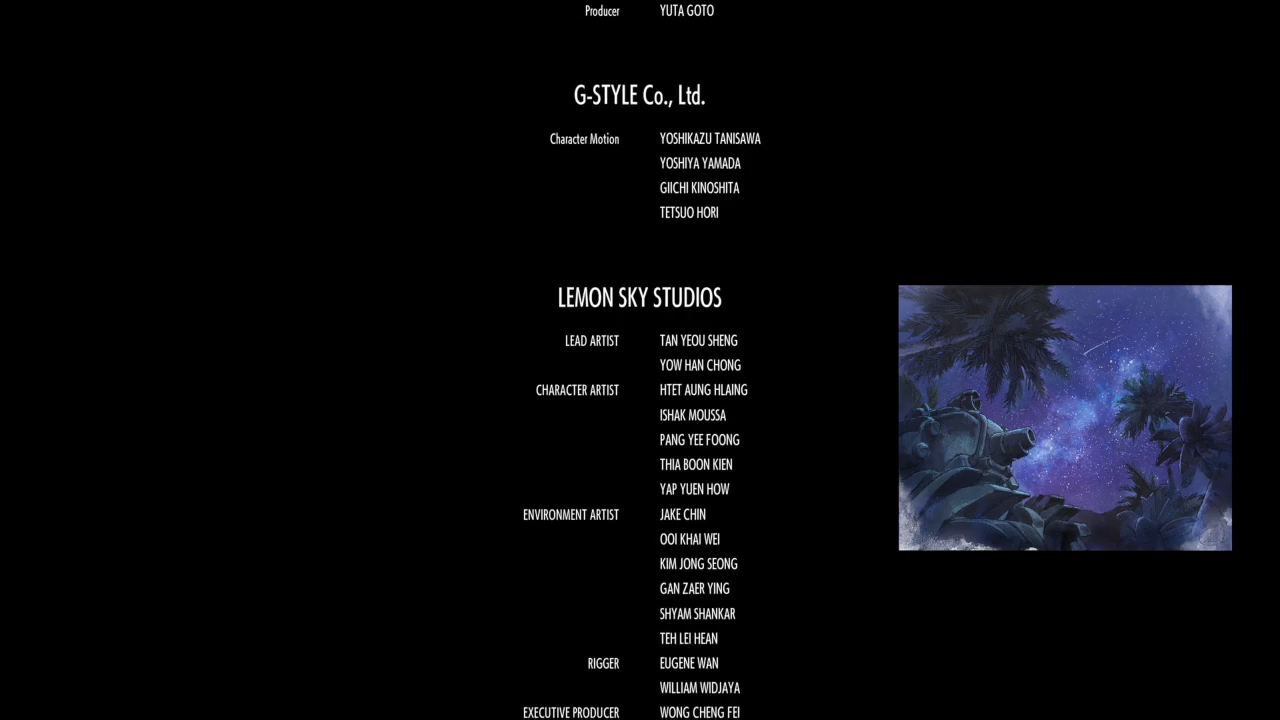 Producer YUTA GOTO
G-STYLE Co., Ltd.
Character Motion YOSHIKAZU TANISAWA
YOSHIYA YAMADA
GIICHI KINOSHITA
TETSUO HORI
LEMON SKY STUDIOS
LEAD ARTIST TAN YEOU SHENG
YOW HAN CHONG
CHARACTER ARTIST HTET AUNG HLAING
ISHAK MOUSSA
PANG YEE FOONG
THIA BOON KIEN
YAP YUEN HOW
ENVIRONMENT ARTIST JAKE CHIN
OOI KHAI WEI
KIM JONG SEONG
GAN ZAER YING
SHYAM SHANKAR
TEH LEI HEAN
RIGGER EUGENE WAN
WILLIAM WIDJAYA
EXECUTIVE PRODUCER WONG CHENG FEI